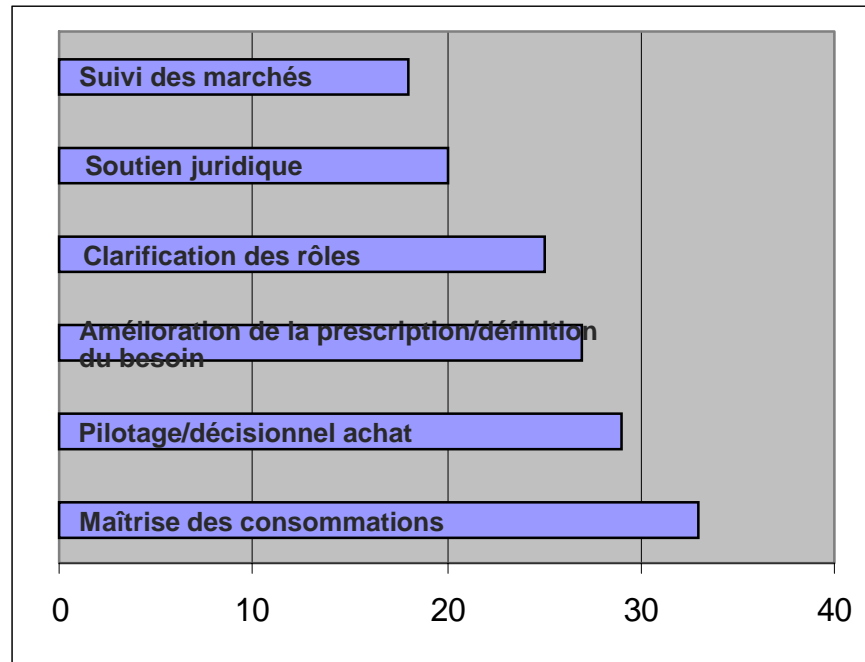 Suivi des marchés
Soutien juridique
Clarification des rôles
Amélioration de la prescription/définition
du besoin
Pilotage/décisionnel achat
Maîtrise des consommations
0 10 20 30 40